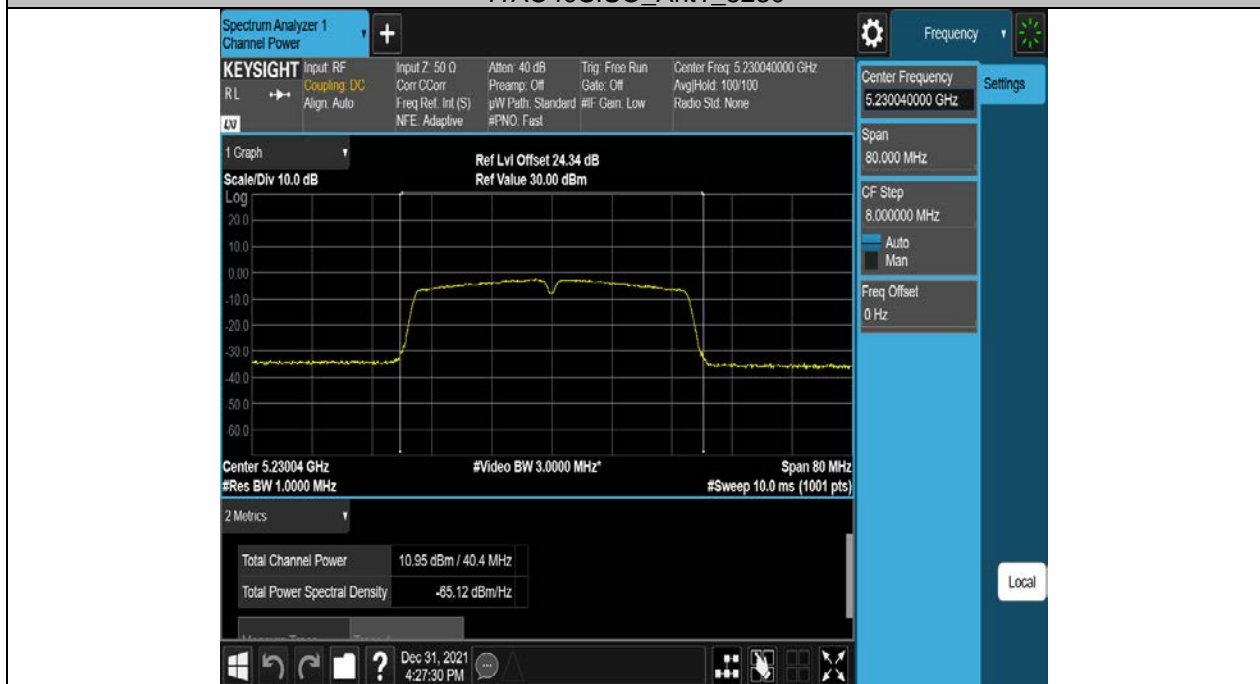 Spectrum Analyzer 1
Channel Power
Frequency
KEYSIGHT
RL
LXI
Input: RF
Coupling: DC
Align: Auto
Input Z: 50 Ω
Corr CCorr
Freq Ref: Int (S)
NFE: Adaptive
Atten: 40 dB
Preamp: Off
µW Path: Standard
#PNO: Fast
Trig: Free Run
Gate: Off
#IF Gain: Low
Center Freq: 5.230040000 GHz
Avg|Hold: 100/100
Radio Std: None
Center Frequency
5.230040000 GHz
Settings
Span
80.000 MHz
CF Step
8.000000 MHz
Auto
Man
Freq Offset
0 Hz
Local
1 Graph
Scale/Div 10.0 dB
Ref Lvl Offset 24.34 dB
Ref Value 30.00 dBm
Log
20.0
10.0
0.00
-10.0
-20.0
-30.0
-40.0
-50.0
-60.0
Center 5.23004 GHz
#Res BW 1.0000 MHz
#Video BW 3.0000 MHz*
Span 80 MHz
#Sweep 10.0 ms (1001 pts)
2 Metrics
Total Channel Power 10.95 dBm / 40.4 MHz
Total Power Spectral Density -65.12 dBm/Hz
Dec 31, 2021
4:27:30 PM